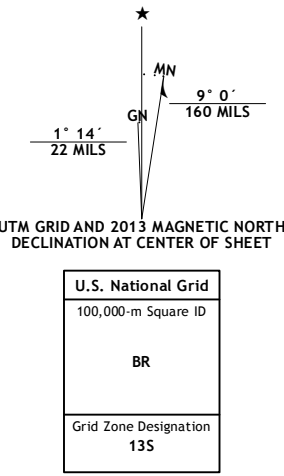 ★
MN
GN
9° 0´
160 MILS
1° 14´
22 MILS
UTM GRID AND 2013 MAGNETIC NORTH
DECLINATION AT CENTER OF SHEET
U.S. National Grid
100,000-m Square ID
BR
Grid Zone Designation
13S